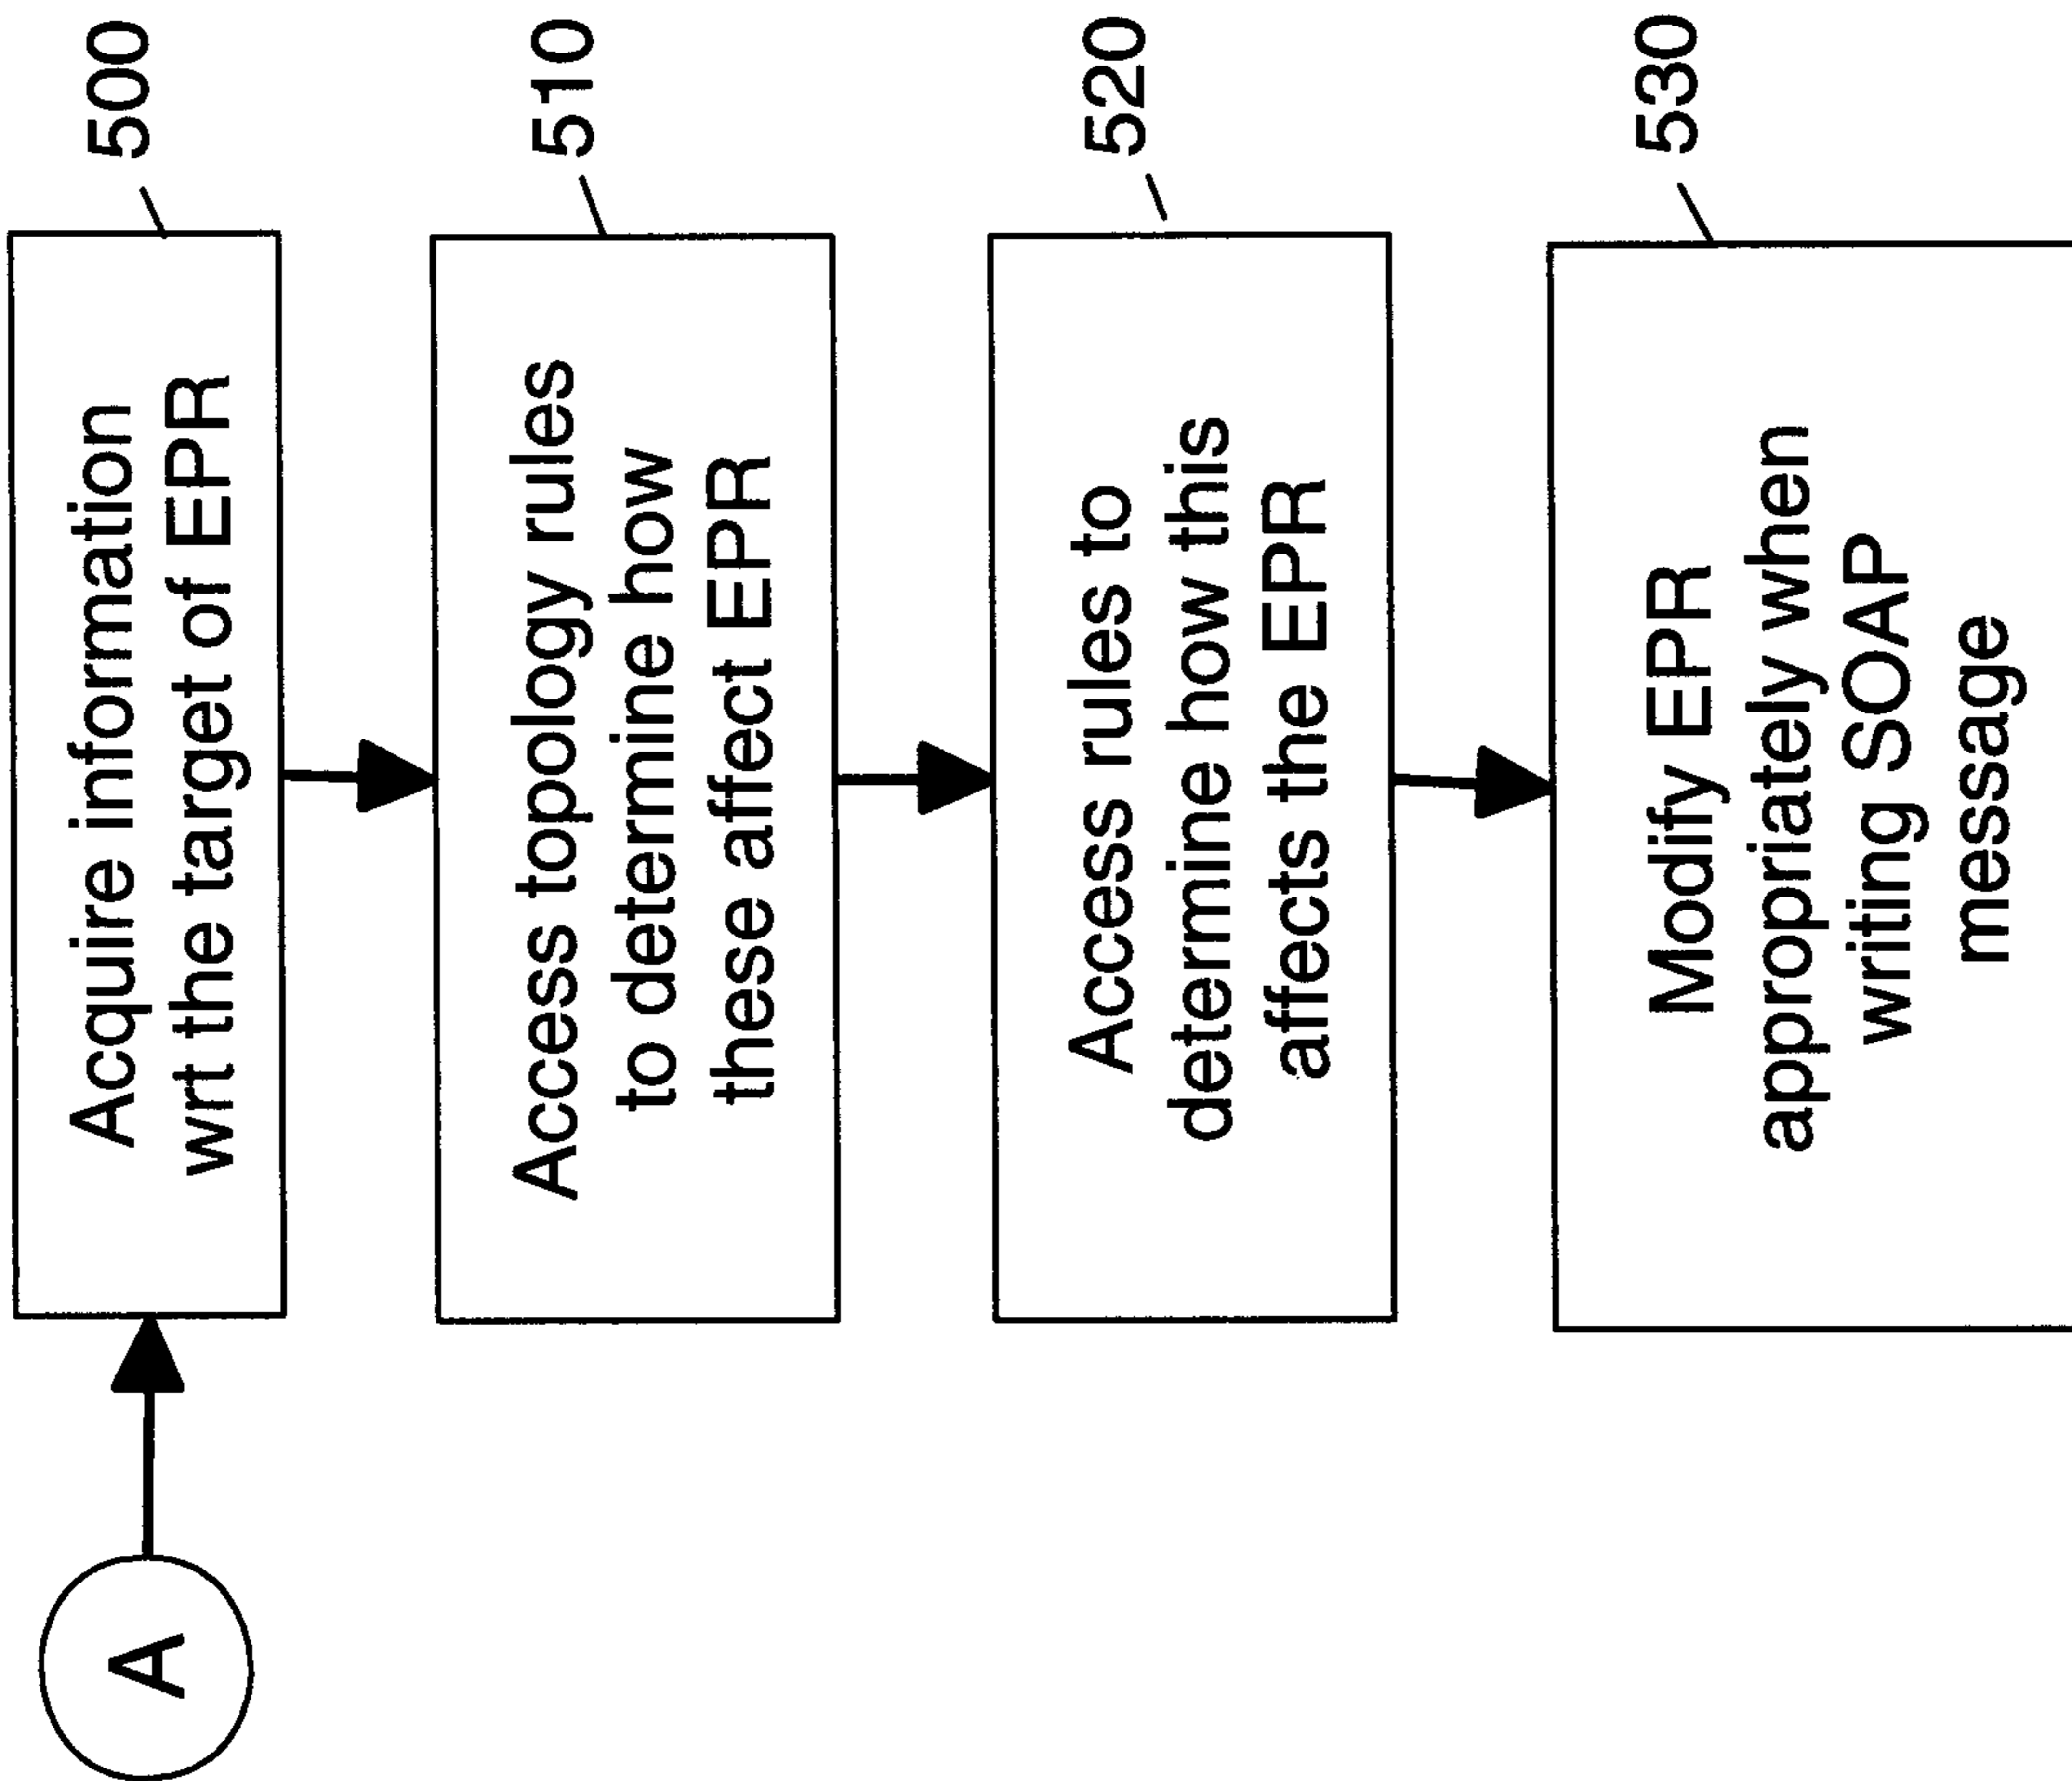 A
Acquire information
wrt the target of EPR
500
Access topology rules
to determine how
these affect EPR
510
Access rules to
determine how this
affects the EPR
520
Modify EPR
appropriately when
writing SOAP
message
530